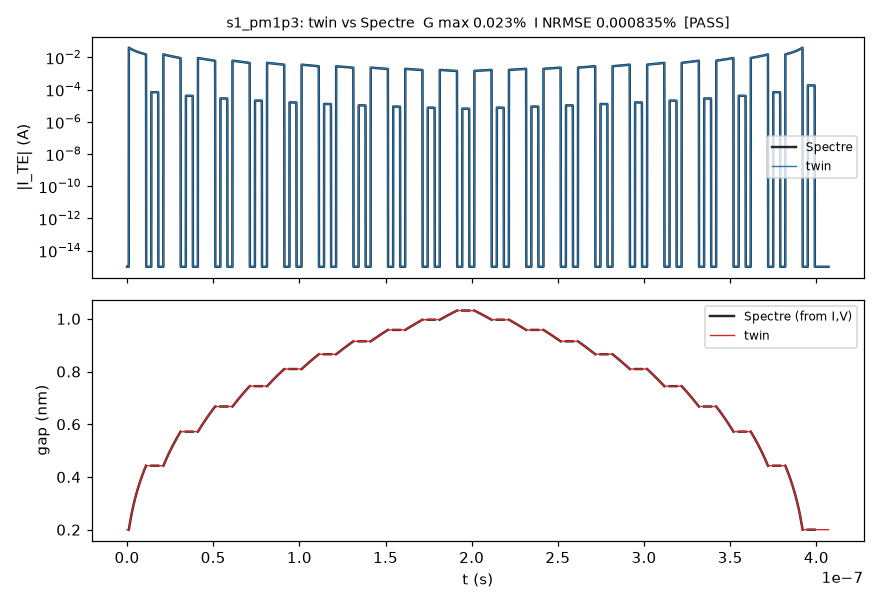 s1_pm1p3: twin vs Spectre  G max 0.023%  I NRMSE 0.000835%  [PASS]
|I_TE| (A)
10⁻²
10⁻⁴
10⁻⁶
10⁻⁸
10⁻¹⁰
10⁻¹²
10⁻¹⁴
Spectre
twin
gap (nm)
1.0
0.8
0.6
0.4
0.2
Spectre (from I,V)
twin
0.0 0.5 1.0 1.5 2.0 2.5 3.0 3.5 4.0
1e−7
t (s)